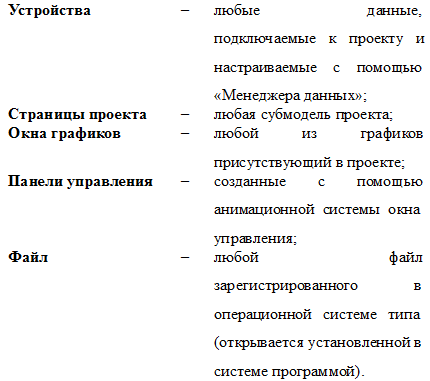 Устройства – любые данные,
подключаемые к проекту и
настраиваемые с помощью
«Менеджера данных»;
Страницы проекта – любая субмодель проекта;
Окна графиков – любой из графиков
присутствующий в проекте;
Панели управления – созданные с помощью
анимационной системы окна
управления;
Файл – любой файл
зарегистрированного в
операционной системе типа
(открывается установленной в
системе программой).